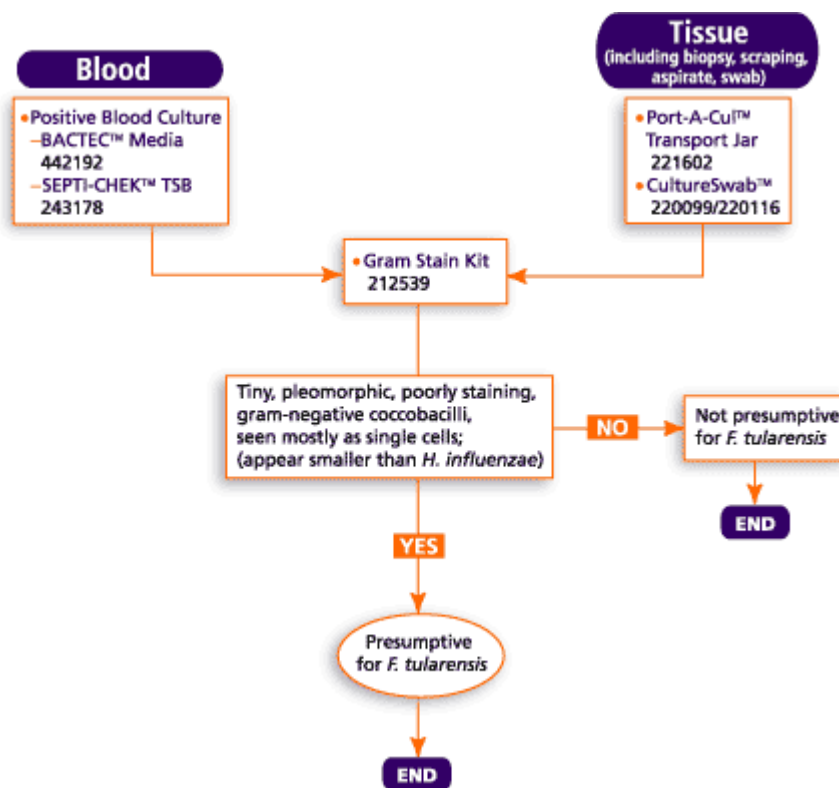 Blood
•Positive Blood Culture
–BACTEC™ Media
442192
–SEPTI-CHEK™ TSB
243178
Tissue
(including biopsy, scraping,
aspirate, swab)
•Port-A-Cul™
Transport Jar
221602
•CultureSwab™
220099/220116
•Gram Stain Kit
212539
Tiny, pleomorphic, poorly staining,
gram-negative coccobacilli,
seen mostly as single cells;
(appear smaller than H. influenzae)
NO
Not presumptive
for F. tularensis
END
YES
Presumptive
for F. tularensis
END